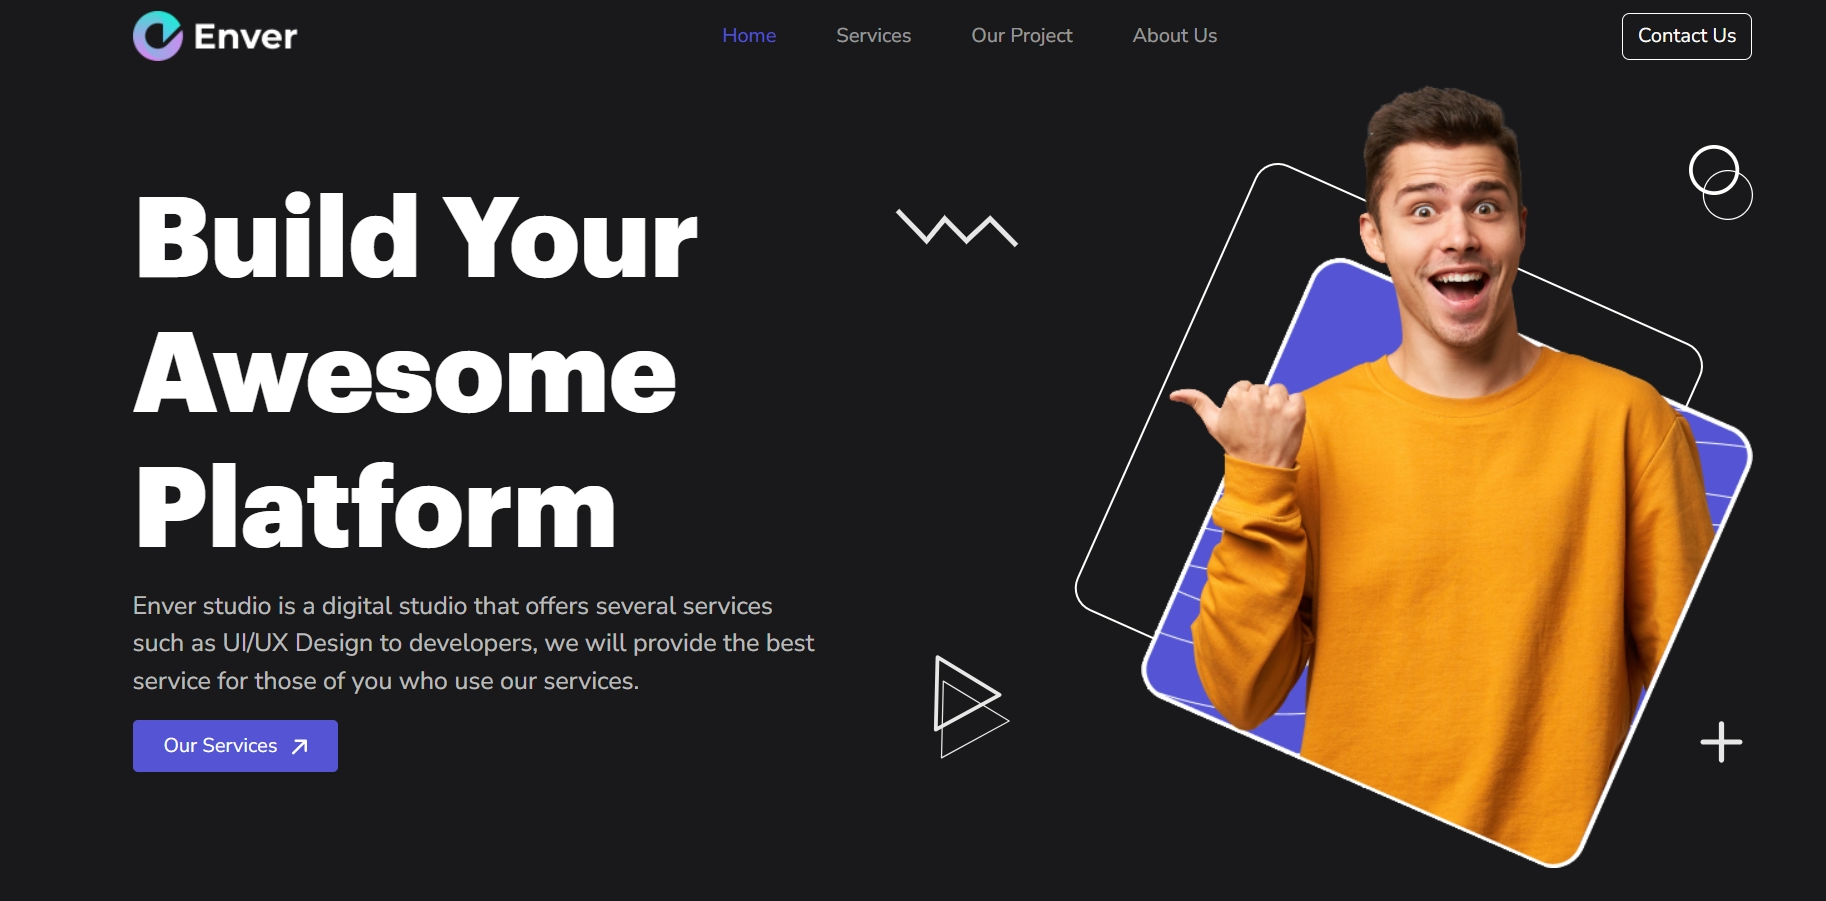 Enver
Home
Services
Our Project
About Us
Contact Us
Build Your
Awesome
Platform
Enver studio is a digital studio that offers several services
such as UI/UX Design to developers, we will provide the best
service for those of you who use our services.
Our Services